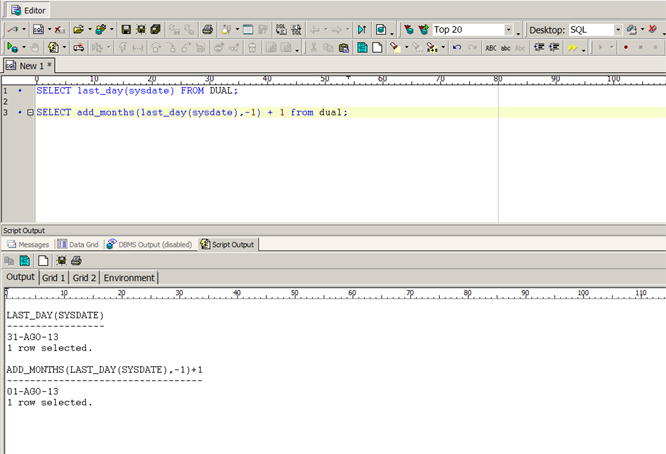 Editor
Top 20 Desktop: SQL
ABC abc Abc
New 1 *
0 10 20 30 40 50 60 70 80 90 100
1 SELECT last_day(sysdate) FROM DUAL;
2
3 SELECT add_months(last_day(sysdate),-1) + 1 from dual;
Script Output
Messages Data Grid DBMS Output (disabled) Script Output
Output Grid 1 Grid 2 Environment
0 10 20 30 40 50 60 70 80 90 100 110
LAST_DAY(SYSDATE)
-----------------
31-AGO-13
1 row selected.
ADD_MONTHS(LAST_DAY(SYSDATE),-1)+1
----------------------------------
01-AGO-13
1 row selected.